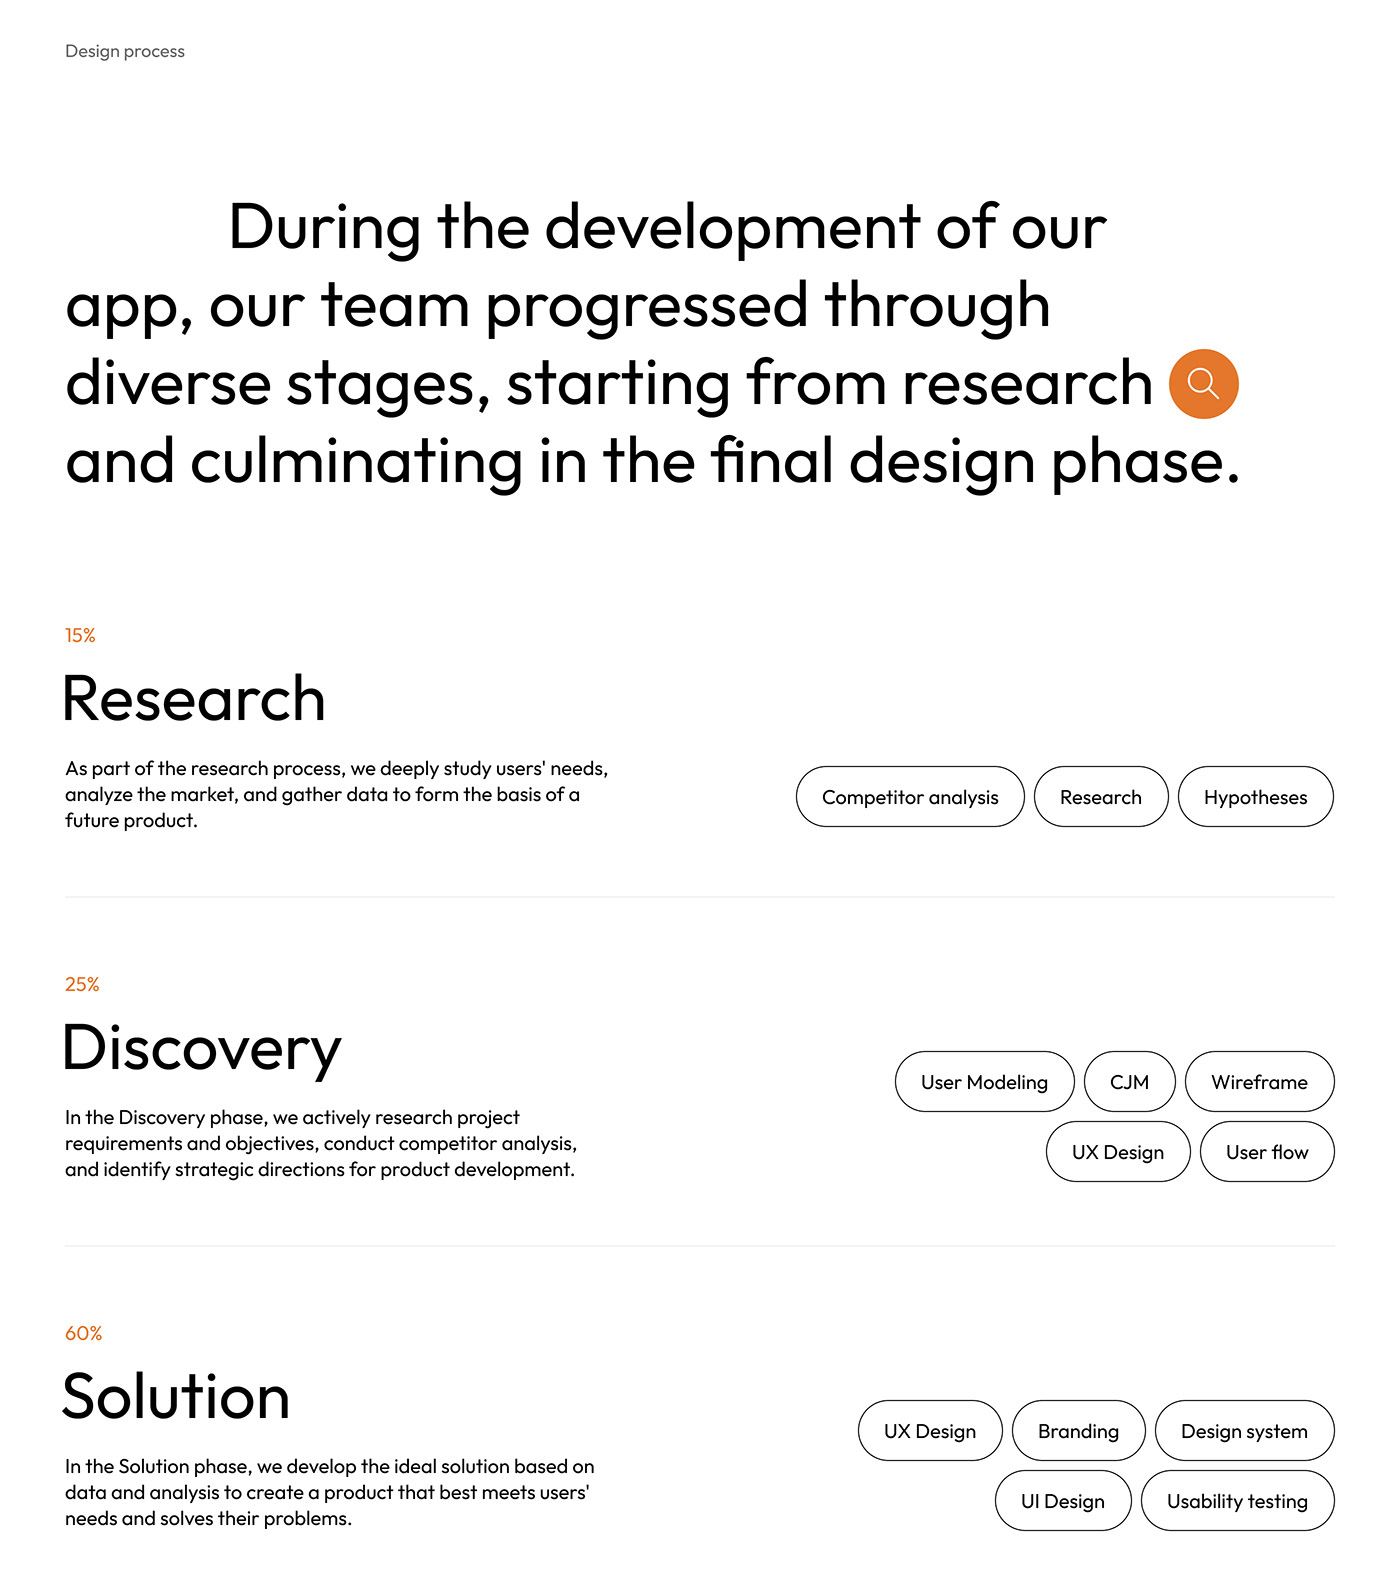 Design process
During the development of our
app, our team progressed through
diverse stages, starting from research
and culminating in the final design phase.
15%
Research
As part of the research process, we deeply study users' needs,
analyze the market, and gather data to form the basis of a
future product.
Competitor analysis
Research
Hypotheses
25%
Discovery
In the Discovery phase, we actively research project
requirements and objectives, conduct competitor analysis,
and identify strategic directions for product development.
User Modeling
CJM
Wireframe
UX Design
User flow
60%
Solution
In the Solution phase, we develop the ideal solution based on
data and analysis to create a product that best meets users'
needs and solves their problems.
UX Design
Branding
Design system
UI Design
Usability testing